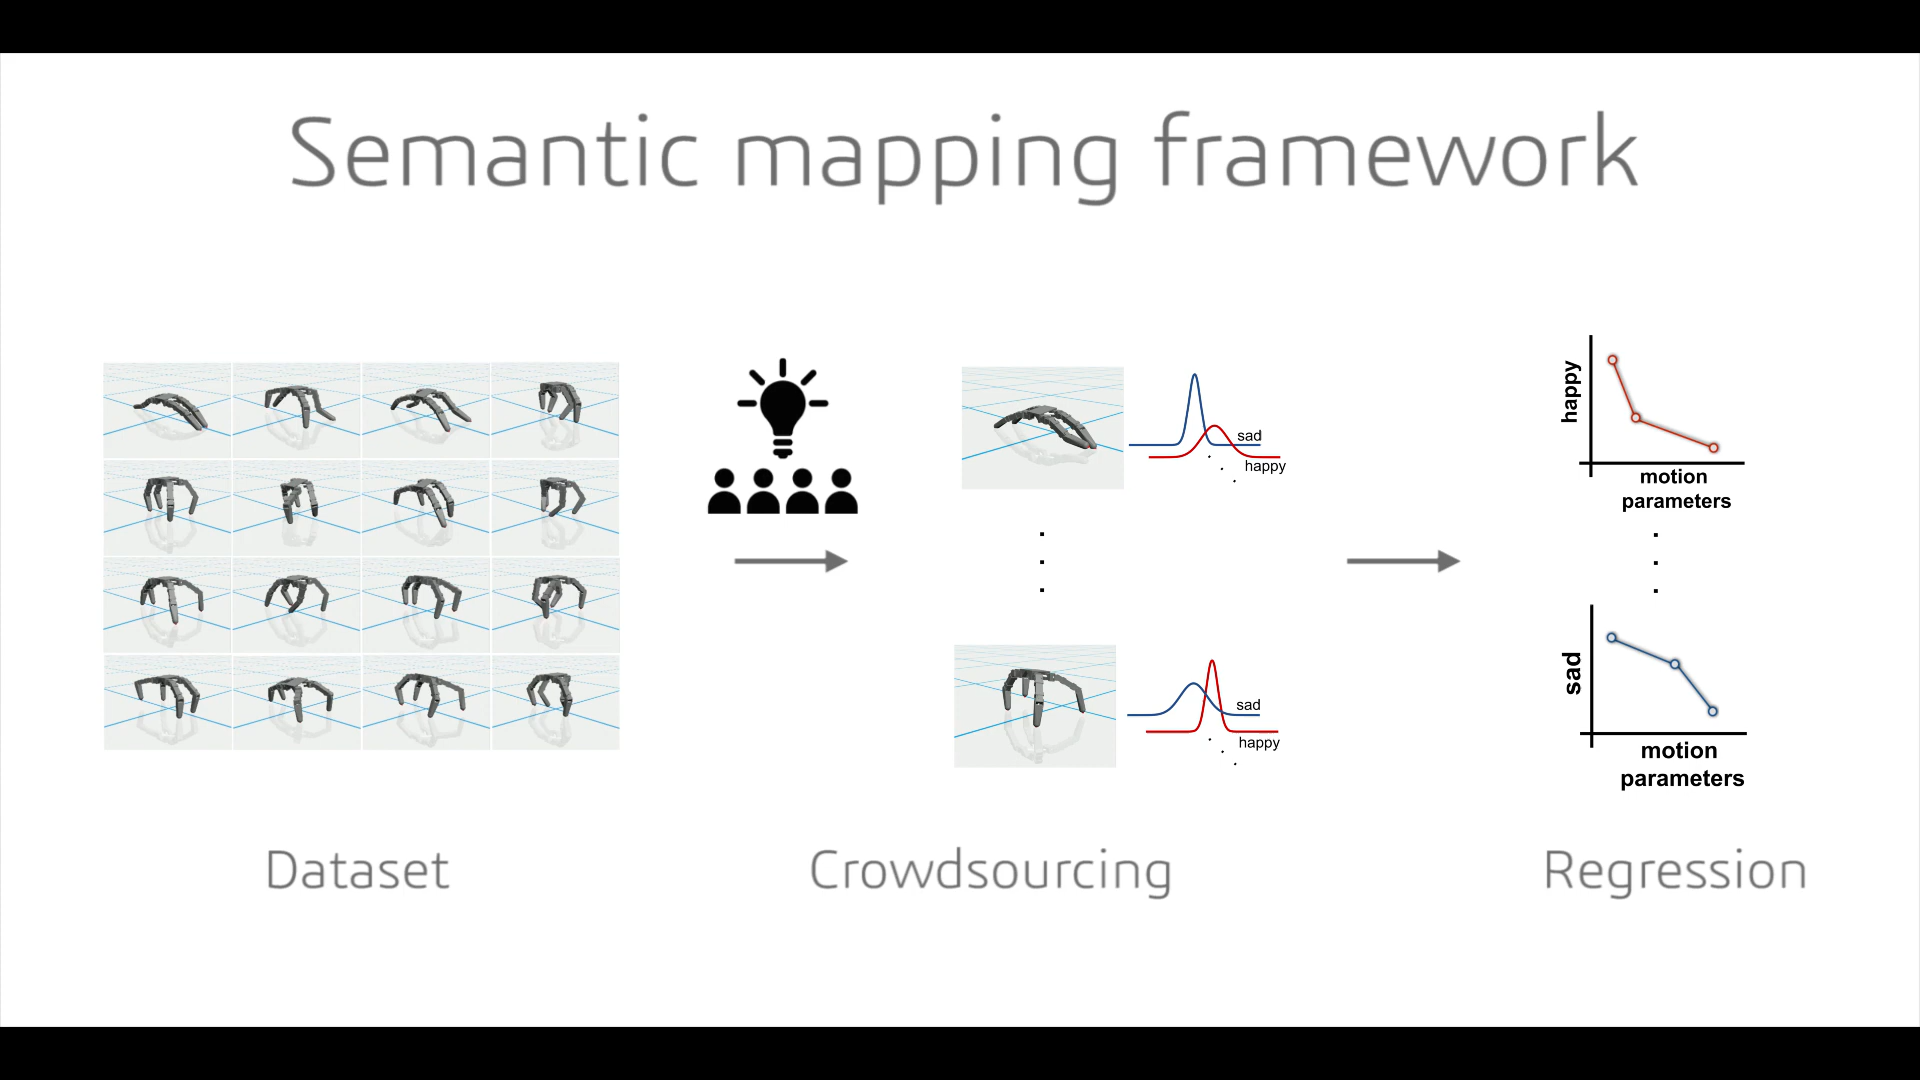 Semantic mapping framework
sad
happy
sad
happy
happy
motion
parameters
sad
motion
parameters
Dataset
Crowdsourcing
Regression